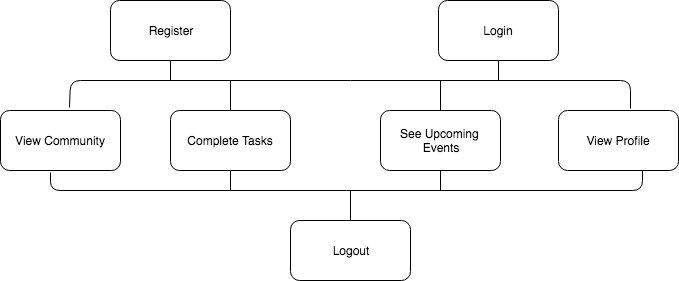 Register
Login
View Community
Complete Tasks
See Upcoming
Events
View Profile
Logout